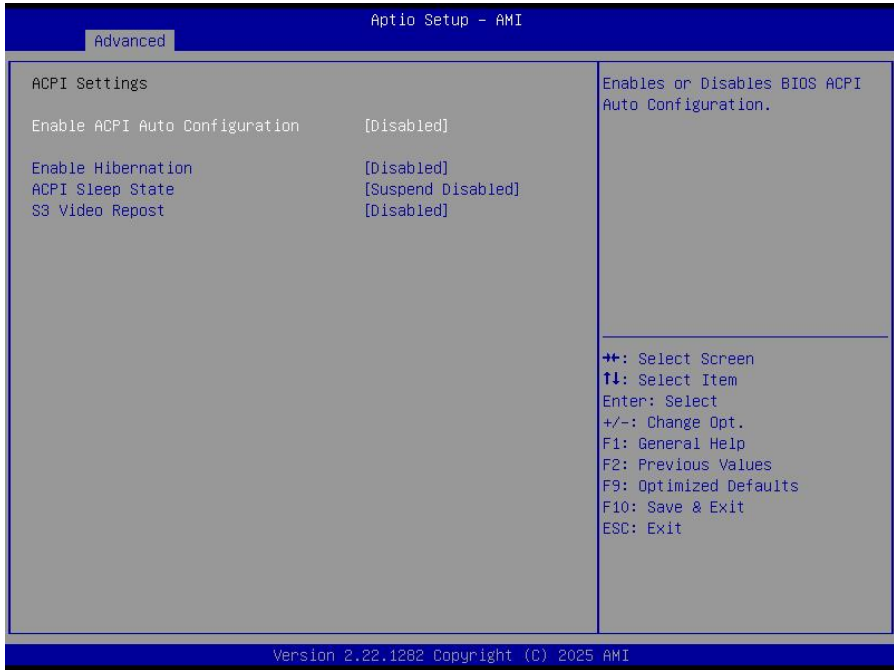 Aptio Setup – AMI
Advanced
ACPI Settings
Enable ACPI Auto Configuration [Disabled]
Enable Hibernation [Disabled]
ACPI Sleep State [Suspend Disabled]
S3 Video Repost [Disabled]
Enables or Disables BIOS ACPI
Auto Configuration.
→←: Select Screen
↑↓: Select Item
Enter: Select
+/-: Change Opt.
F1: General Help
F2: Previous Values
F9: Optimized Defaults
F10: Save & Exit
ESC: Exit
Version 2.22.1282 Copyright (C) 2025 AMI